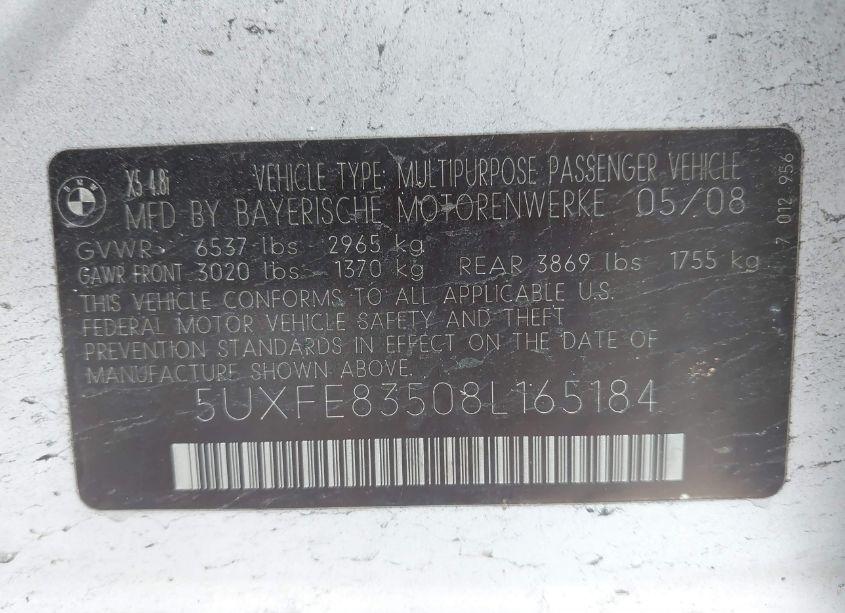 BMW
X5 4.8i VEHICLE TYPE: MULTIPURPOSE PASSENGER VEHICLE
MFD BY BAYERISCHE MOTORENWERKE 05/08
GVWR: 6537 lbs 2965 kg
GAWR FRONT 3020 lbs 1370 kg REAR 3869 lbs 1755 kg
THIS VEHICLE CONFORMS TO ALL APPLICABLE U.S.
FEDERAL MOTOR VEHICLE SAFETY AND THEFT
PREVENTION STANDARDS IN EFFECT ON THE DATE OF
MANUFACTURE SHOWN ABOVE.
5UXFE83508L165184
7 012 956